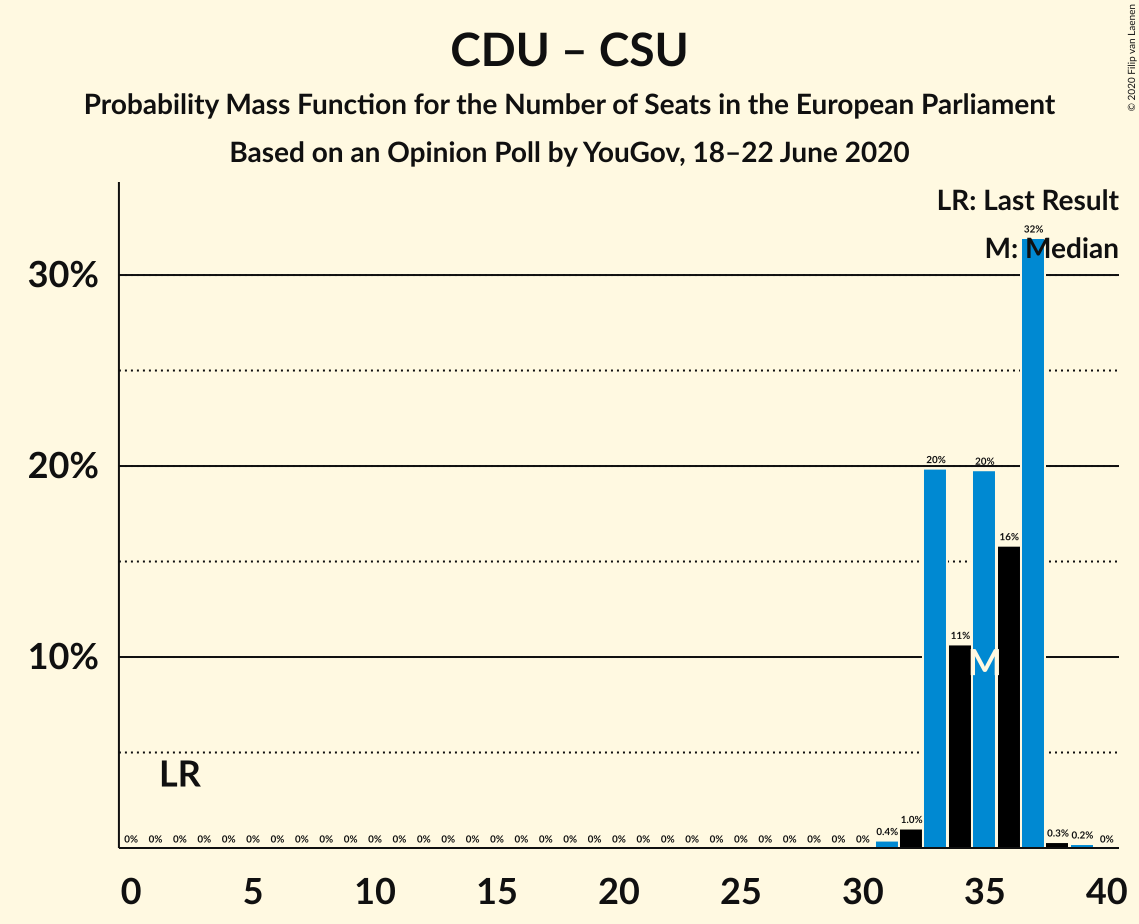 CDU – CSU
Probability Mass Function for the Number of Seats in the European Parliament
Based on an Opinion Poll by YouGov, 18–22 June 2020
© 2020 Filip van Laenen
LR: Last Result
M: Median
32%
30%
20%
20%
20%
16%
11%
10%
M
LR
0% 0% 0% 0% 0% 0% 0% 0% 0% 0% 0% 0% 0% 0% 0% 0% 0% 0% 0% 0% 0% 0% 0% 0% 0% 0% 0% 0% 0% 0% 0% 0.4% 1.0% 0.3% 0.2% 0%
0 5 10 15 20 25 30 35 40